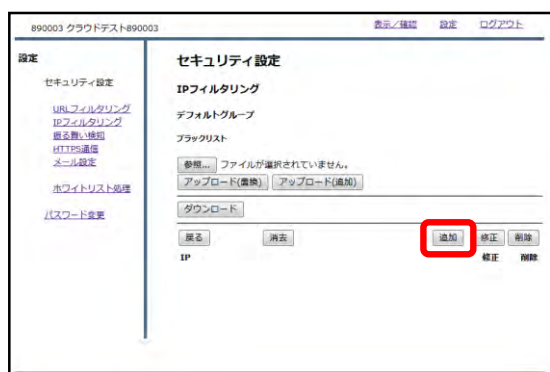 890003 クラウドテスト890003
表示／確認 設定 ログアウト
設定
セキュリティ設定
URLフィルタリング
IPフィルタリング
振る舞い検知
HTTPS通信
メール設定
ホワイトリスト処理
パスワード変更
セキュリティ設定
IPフィルタリング
デフォルトグループ
ブラックリスト
参照... ファイルが選択されていません。
アップロード(置換) アップロード(追加)
ダウンロード
戻る 消去 追加 修正 削除
IP 修正 削除